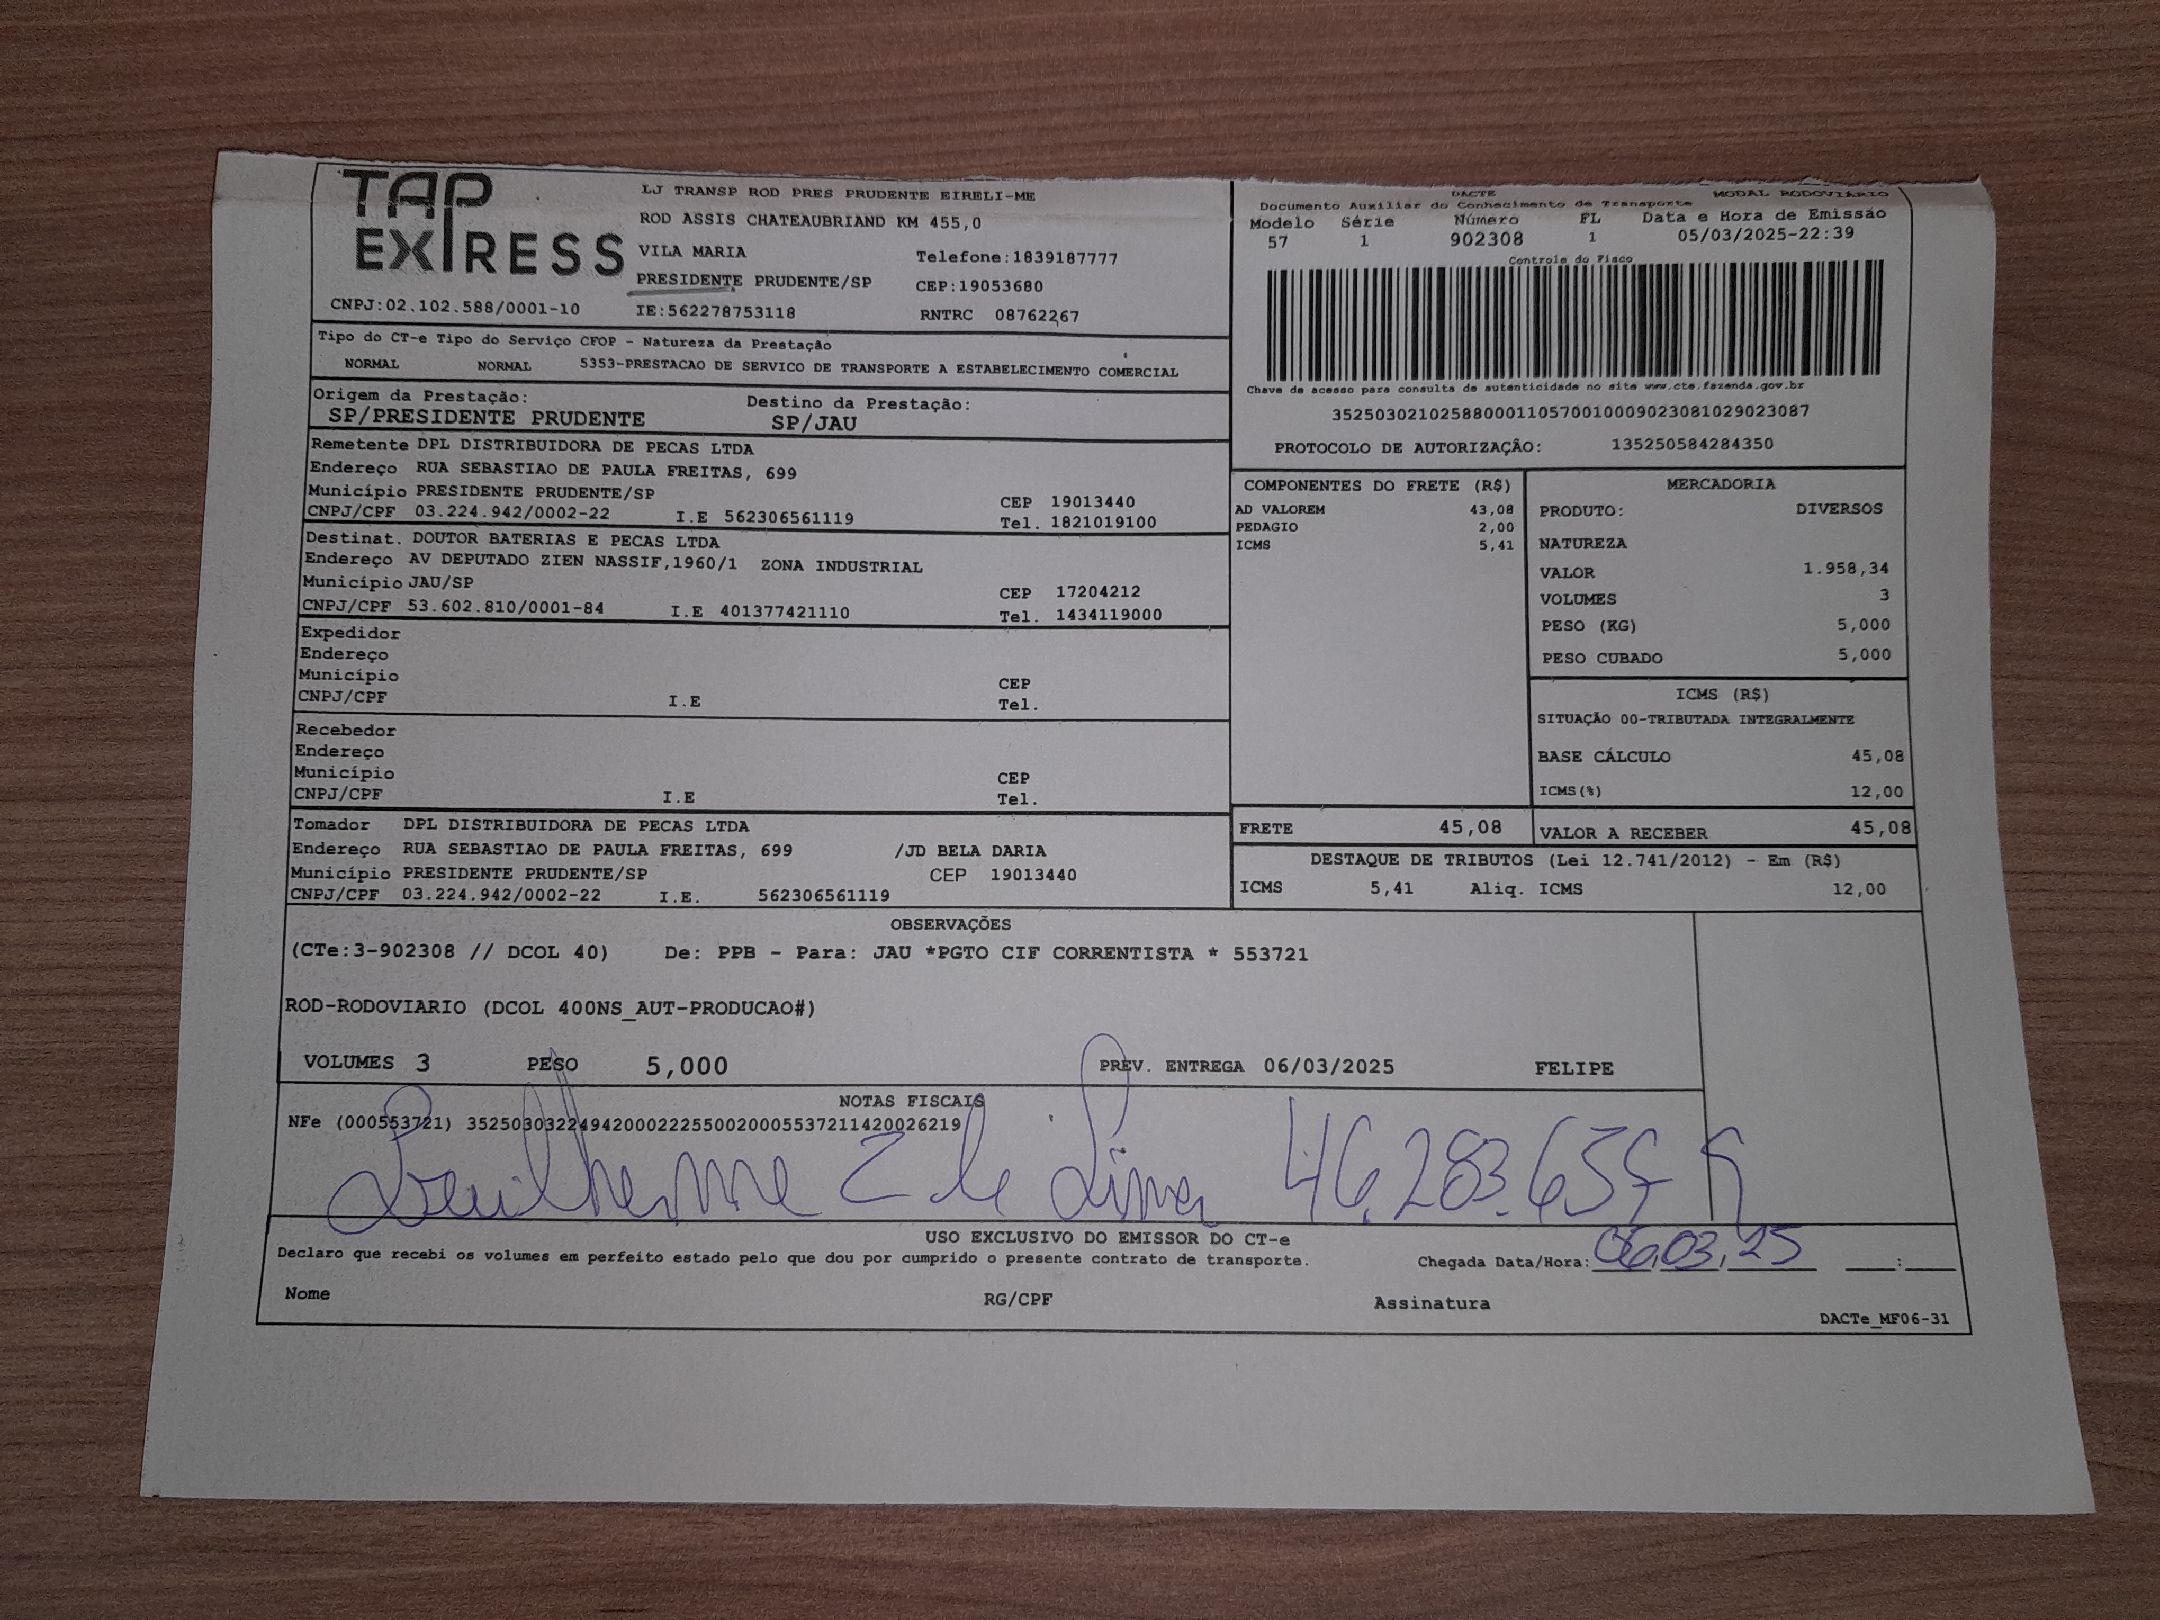 TAP EXPRESS
LJ TRANSP ROD PRES PRUDENTE EIRELI-ME
ROD ASSIS CHATEAUBRIAND KM 455,0
VILA MARIA Telefone:1839187777
PRESIDENTE PRUDENTE/SP CEP:19053680
CNPJ:02.102.588/0001-10 IE:562278753118 RNTRC 08762267
DACTE MODAL RODOVIÁRIO
Documento Auxiliar do Conhecimento de Transporte
Modelo Série Número FL Data e Hora de Emissão
57 1 902308 1 05/03/2025-22:39
Controle do Fisco
Chave de acesso para consulta de autenticidade no site www.cte.fazenda.gov.br
35250302102588000110570010009023081029023087
PROTOCOLO DE AUTORIZAÇÃO: 135250584284350
Tipo do CT-e Tipo do Serviço CFOP - Natureza da Prestação
NORMAL NORMAL 5353-PRESTACAO DE SERVICO DE TRANSPORTE A ESTABELECIMENTO COMERCIAL
Origem da Prestação: Destino da Prestação:
SP/PRESIDENTE PRUDENTE SP/JAU
Remetente DPL DISTRIBUIDORA DE PECAS LTDA
Endereço RUA SEBASTIAO DE PAULA FREITAS, 699
Município PRESIDENTE PRUDENTE/SP CEP 19013440
CNPJ/CPF 03.224.942/0002-22 I.E 562306561119 Tel. 1821019100
Destinat. DOUTOR BATERIAS E PECAS LTDA
Endereço AV DEPUTADO ZIEN NASSIF,1960/1 ZONA INDUSTRIAL
Município JAU/SP CEP 17204212
CNPJ/CPF 53.602.810/0001-84 I.E 401377421110 Tel. 1434119000
Expedidor
Endereço
Município CEP
CNPJ/CPF I.E Tel.
Recebedor
Endereço
Município CEP
CNPJ/CPF I.E Tel.
Tomador DPL DISTRIBUIDORA DE PECAS LTDA
Endereço RUA SEBASTIAO DE PAULA FREITAS, 699 /JD BELA DARIA
Município PRESIDENTE PRUDENTE/SP CEP 19013440
CNPJ/CPF 03.224.942/0002-22 I.E. 562306561119
COMPONENTES DO FRETE (R$)
AD VALOREM 43,08
PEDAGIO 2,00
ICMS 5,41
MERCADORIA
PRODUTO: DIVERSOS
NATUREZA
VALOR 1.958,34
VOLUMES 3
PESO (KG) 5,000
PESO CUBADO 5,000
ICMS (R$)
SITUAÇÃO 00-TRIBUTADA INTEGRALMENTE
BASE CÁLCULO 45,08
ICMS(%) 12,00
FRETE 45,08 VALOR A RECEBER 45,08
DESTAQUE DE TRIBUTOS (Lei 12.741/2012) - Em (R$)
ICMS 5,41 Aliq. ICMS 12,00
OBSERVAÇÕES
(CTe:3-902308 // DCOL 40) De: PPB - Para: JAU *PGTO CIF CORRENTISTA * 553721
ROD-RODOVIARIO (DCOL 400NS_AUT-PRODUCAO#)
VOLUMES 3 PESO 5,000 PREV. ENTREGA 06/03/2025 FELIPE
NOTAS FISCAIS
NFe (000553721) 35250303224942000222550020005537211420026219
Guilherme de Lima 46.283.63
USO EXCLUSIVO DO EMISSOR DO CT-e
Declaro que recebi os volumes em perfeito estado pelo que dou por cumprido o presente contrato de transporte. Chegada Data/Hora: 06,03,25 :
Nome RG/CPF Assinatura
DACTe_MF06-31